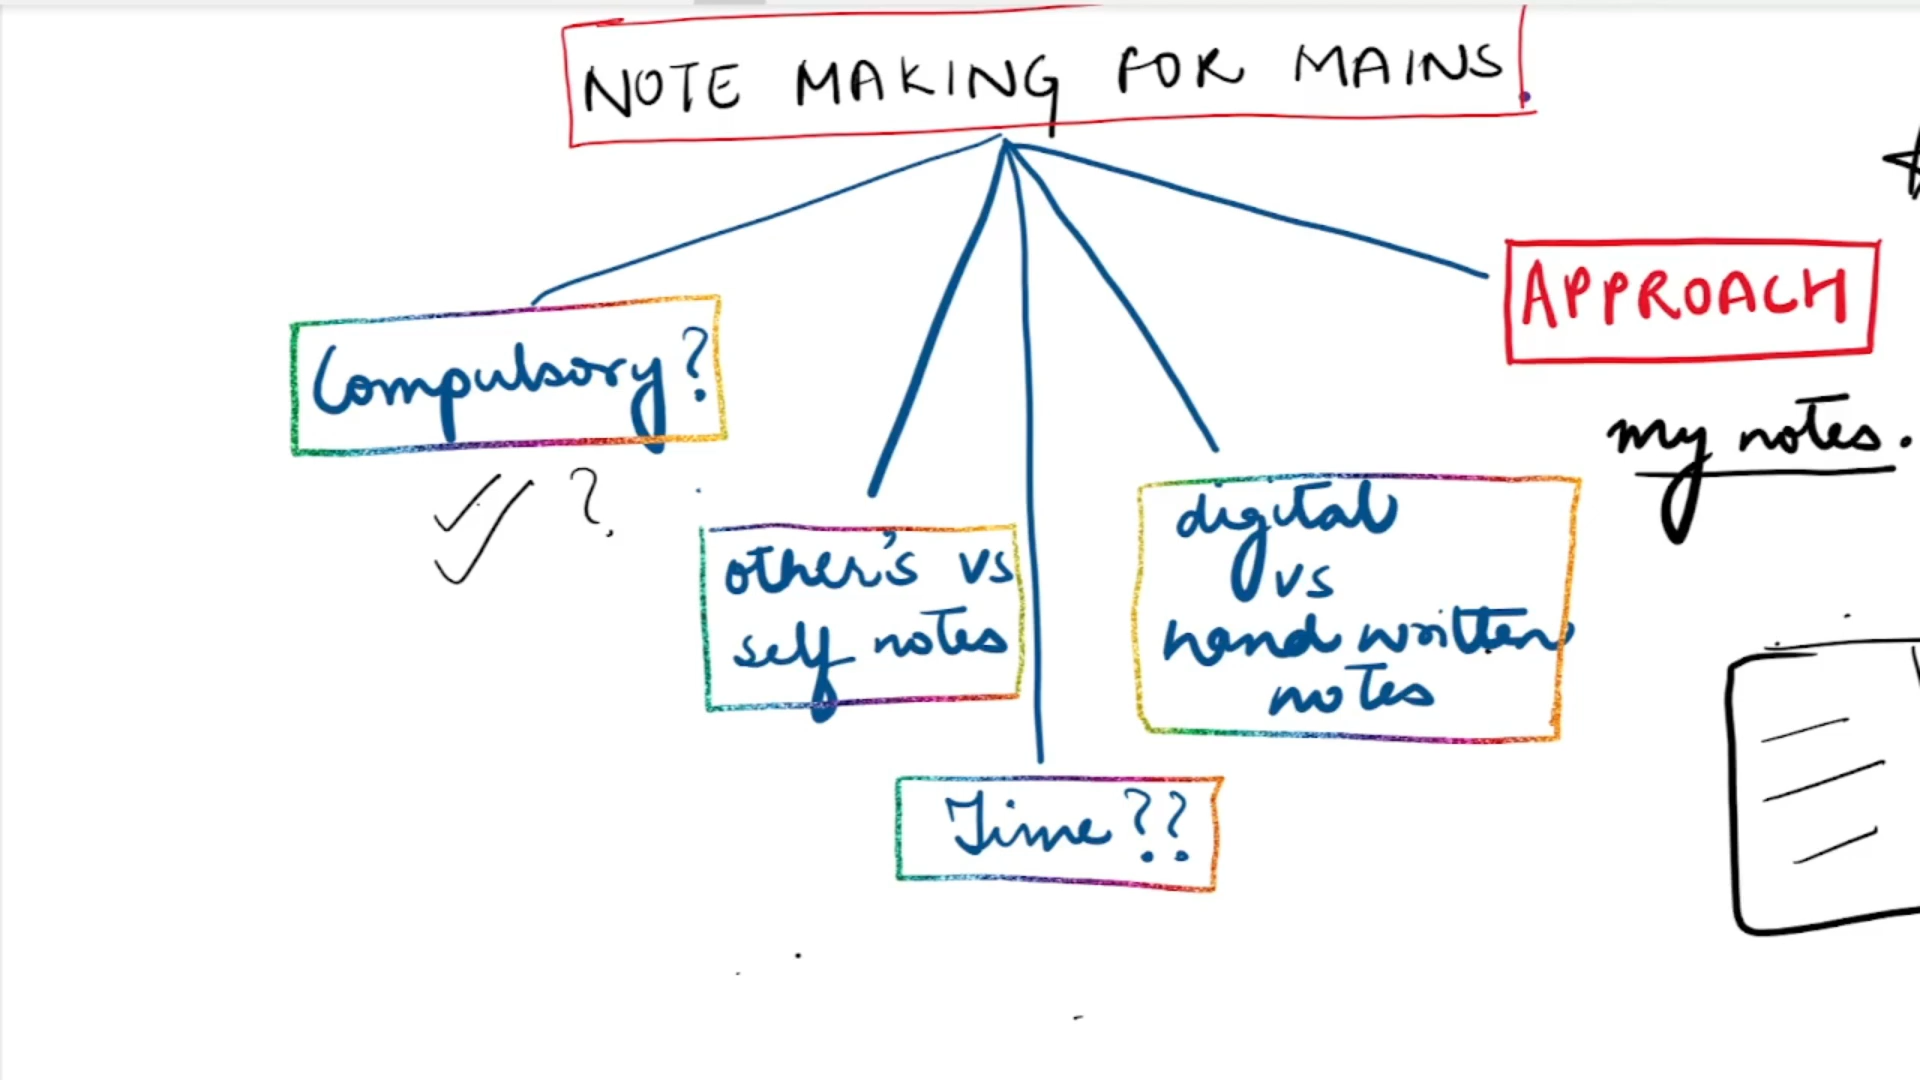 NOTE MAKING FOR MAINS.
APPROACH
Compulsory?
?
my notes.
other's vs
self notes
digital
vs
hand written
notes
Time??